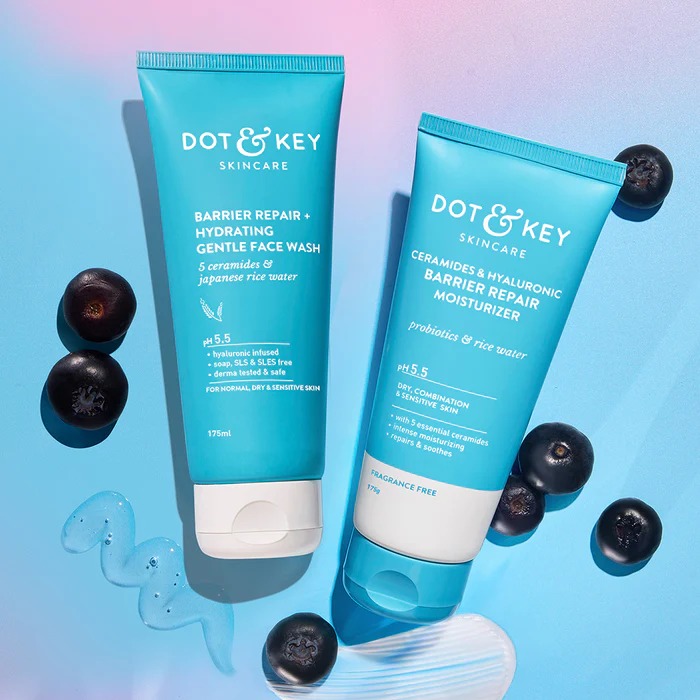 DOT & KEY
SKINCARE
BARRIER REPAIR +
HYDRATING
GENTLE FACE WASH
5 ceramides &
japanese rice water
pH 5.5
• hyaluronic infused
• soap, SLS & SLES free
• derma tested & safe
FOR NORMAL, DRY & SENSITIVE SKIN
175ml
DOT & KEY
SKINCARE
CERAMIDES & HYALURONIC
BARRIER REPAIR
MOISTURIZER
probiotics & rice water
pH 5.5
DRY, COMBINATION
& SENSITIVE SKIN
• with 5 essential ceramides
• intense moisturizing
• repairs & soothes
FRAGRANCE FREE
175g